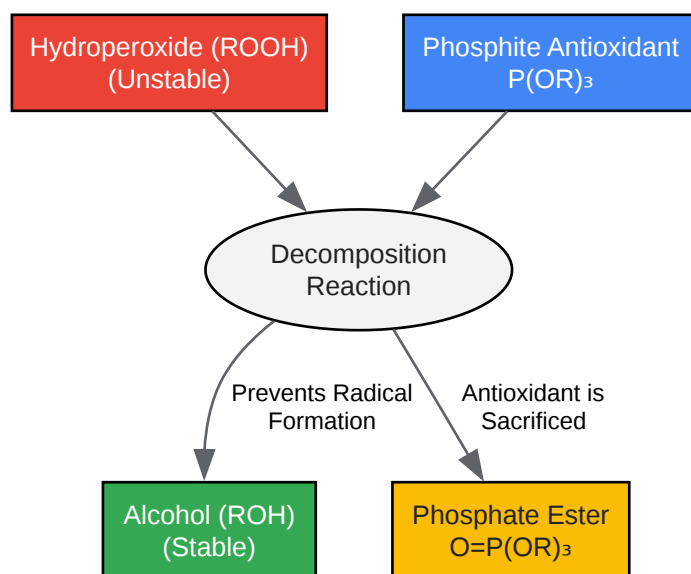 Hydroperoxide (ROOH)
(Unstable)
Phosphite Antioxidant
P(OR)₃
Decomposition
Reaction
Prevents Radical
Formation
Antioxidant is
Sacrificed
Alcohol (ROH)
(Stable)
Phosphate Ester
O=P(OR)₃